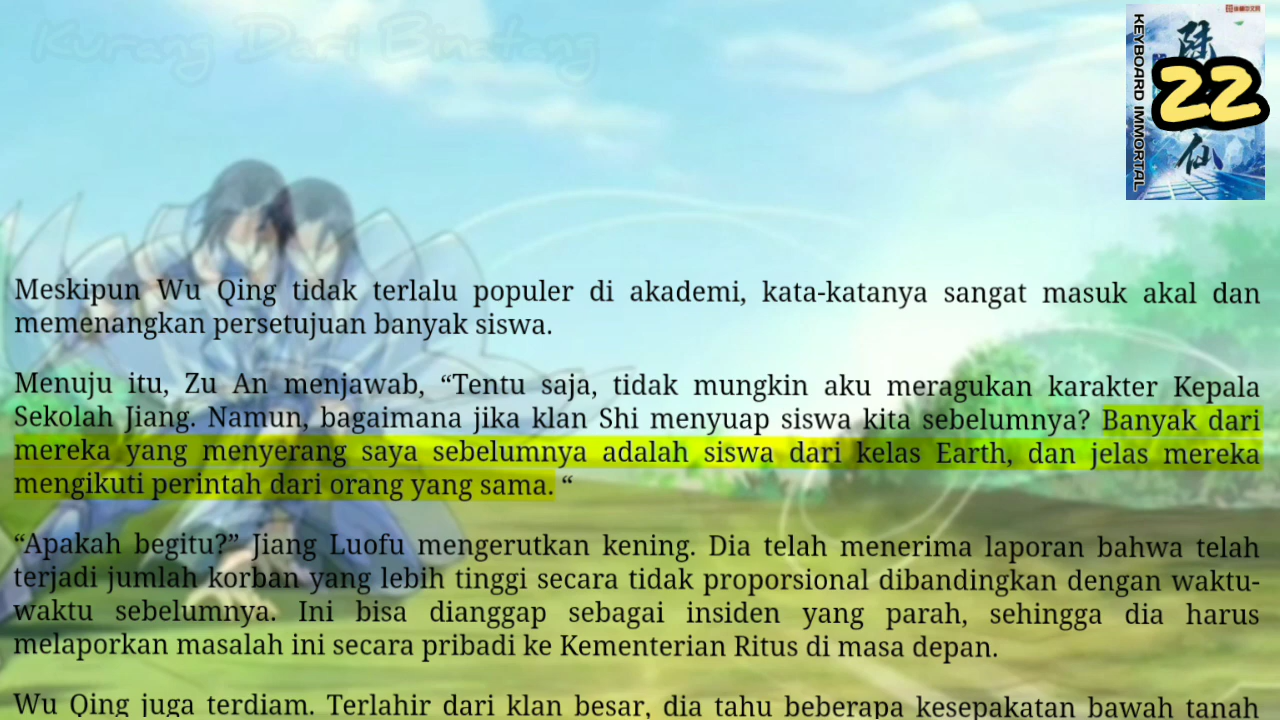 Kurang Dari Bhatang
KEYBOARD IMMORTAL
22
仙
Meskipun Wu Qing tidak terlalu populer di akademi, kata-katanya sangat masuk akal dan
memenangkan persetujuan banyak siswa.
Menuju itu, Zu An menjawab, “Tentu saja, tidak mungkin aku meragukan karakter Kepala
Sekolah Jiang. Namun, bagaimana jika klan Shi menyuap siswa kita sebelumnya? Banyak dari
mereka yang menyerang saya sebelumnya adalah siswa dari kelas Earth, dan jelas mereka
mengikuti perintah dari orang yang sama. “
“Apakah begitu?” Jiang Luofu mengerutkan kening. Dia telah menerima laporan bahwa telah
terjadi jumlah korban yang lebih tinggi secara tidak proporsional dibandingkan dengan waktu-
waktu sebelumnya. Ini bisa dianggap sebagai insiden yang parah, sehingga dia harus
melaporkan masalah ini secara pribadi ke Kementerian Ritus di masa depan.
Wu Qing juga terdiam. Terlahir dari klan besar, dia tahu beberapa kesepakatan bawah tanah